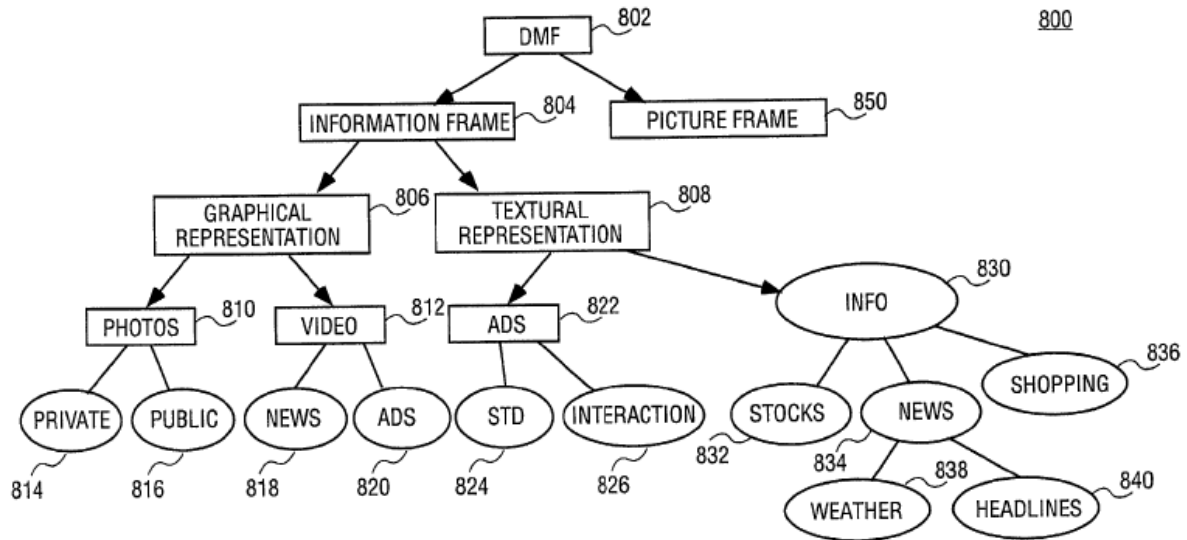 800
DMF 802
INFORMATION FRAME 804
PICTURE FRAME 850
GRAPHICAL
REPRESENTATION 806
TEXTURAL
REPRESENTATION 808
PHOTOS 810
VIDEO 812
ADS 822
INFO 830
PRIVATE 814
PUBLIC 816
NEWS 818
ADS 820
STD 824
INTERACTION 826
STOCKS 832
NEWS 834
SHOPPING 836
WEATHER 838
HEADLINES 840